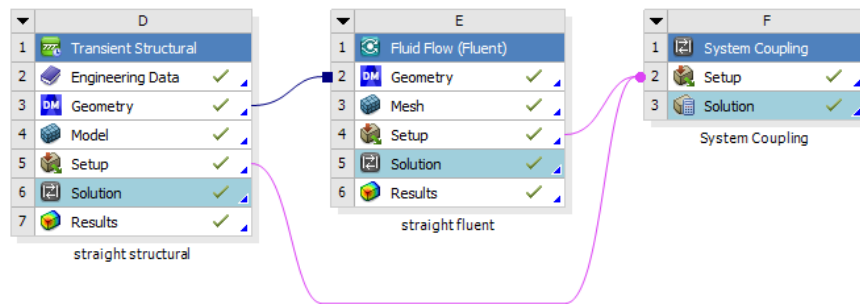 D
1 Transient Structural
2 Engineering Data
3 DM Geometry
4 Model
5 Setup
6 Solution
7 Results
straight structural
E
1 Fluid Flow (Fluent)
2 DM Geometry
3 Mesh
4 Setup
5 Solution
6 Results
straight fluent
F
1 System Coupling
2 Setup
3 Solution
System Coupling